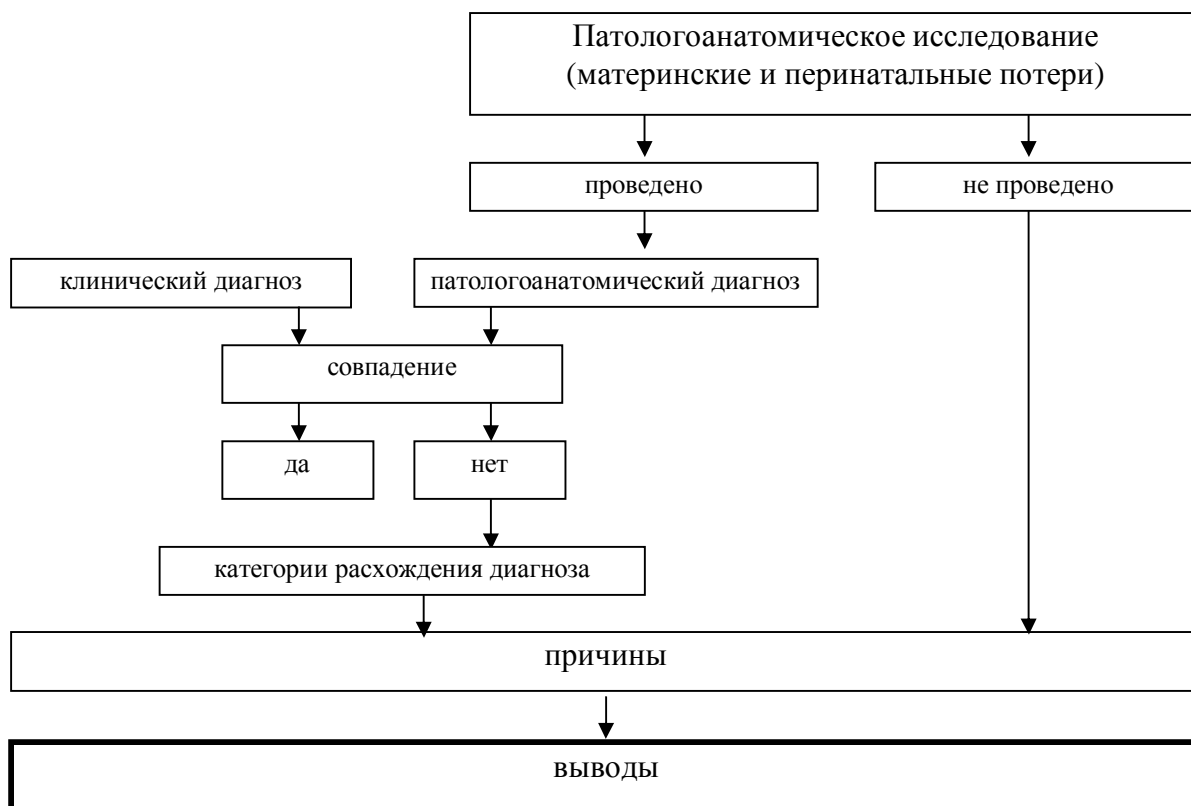 Патологоанатомическое исследование
(материнские и перинатальные потери)
проведено
не проведено
клинический диагноз
патологоанатомический диагноз
совпадение
да
нет
категории расхождения диагноза
причины
выводы